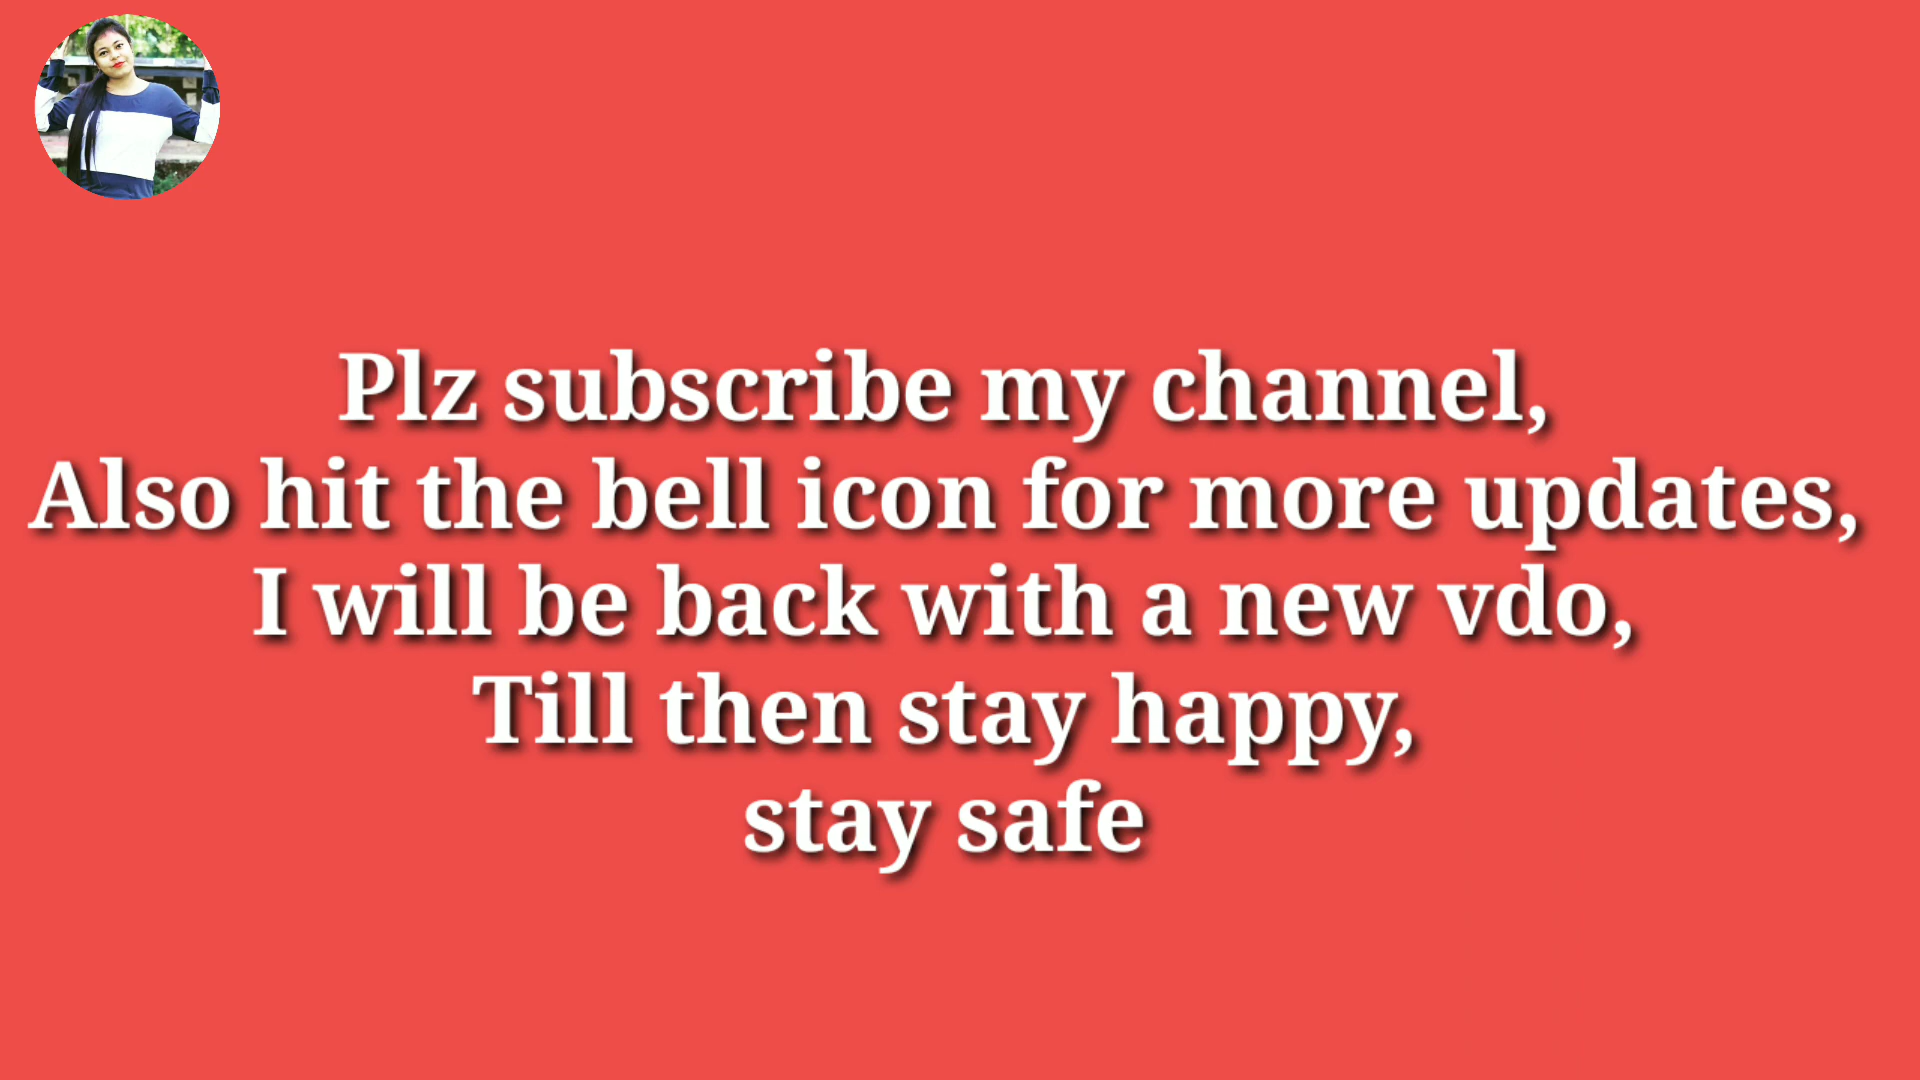 Plz subscribe my channel,
Also hit the bell icon for more updates,
I will be back with a new vdo,
Till then stay happy,
stay safe